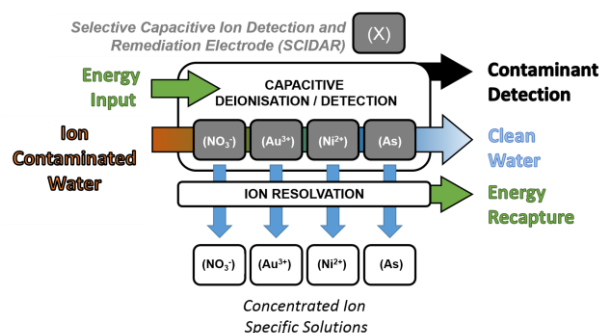 Selective Capacitive Ion Detection and
Remediation Electrode (SCIDAR)
(X)
Energy
Input
CAPACITIVE
DEIONISATION / DETECTION
Contaminant
Detection
Ion
Contaminated
Water
(NO₃⁻)
(Au³⁺)
(Ni²⁺)
(As)
Clean
Water
ION RESOLVATION
Energy
Recapture
(NO₃⁻)
(Au³⁺)
(Ni²⁺)
(As)
Concentrated Ion
Specific Solutions